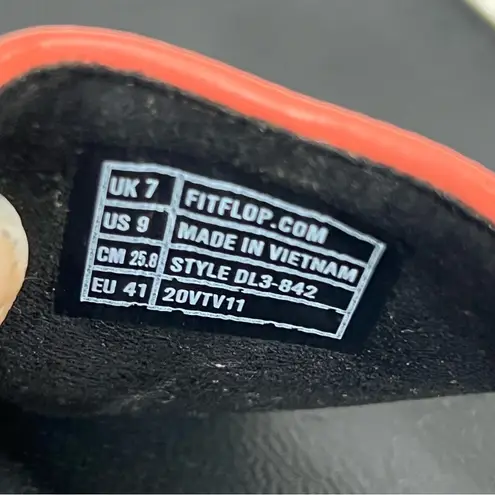 UK 7 FITFLOP.COM
US 9 MADE IN VIETNAM
CM 25.8 STYLE DL3-842
EU 41 20VTV11